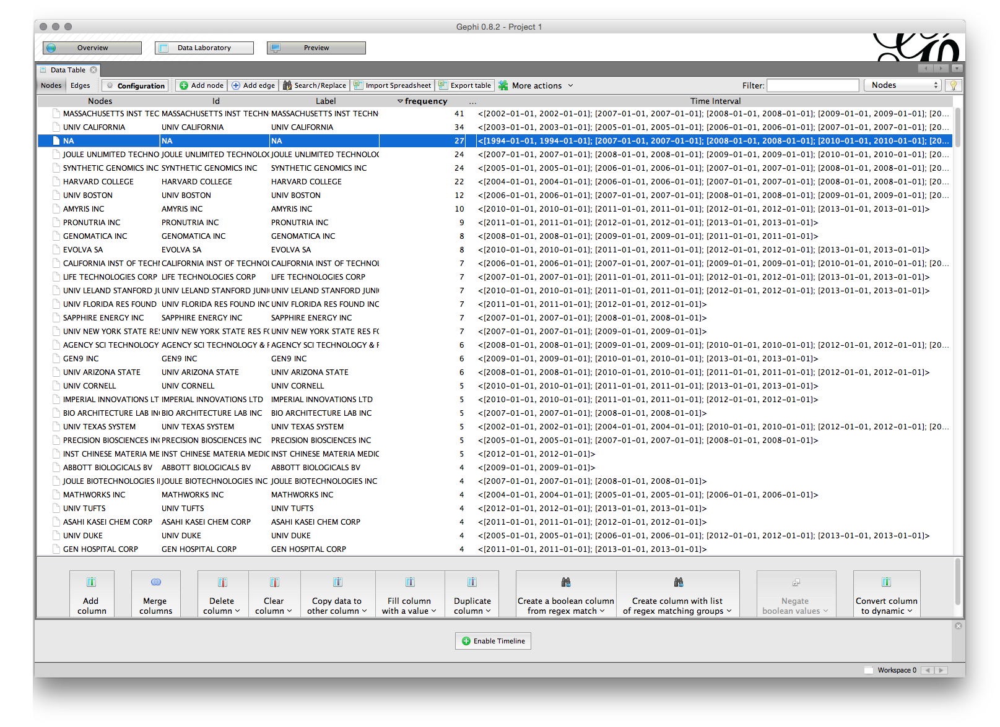 Gephi 0.8.2 - Project 1
Overview Data Laboratory Preview
Data Table
Nodes Edges Configuration Add node Add edge Search/Replace Import Spreadsheet Export table More actions Filter: Nodes
Nodes Id Label frequency ... Time Interval
MASSACHUSETTS INST TEC MASSACHUSETTS INST TECHN MASSACHUSETTS INST TECHN 41 <[2002-01-01, 2002-01-01]; [2007-01-01, 2007-01-01]; [2008-01-01, 2008-01-01]; [2009-01-01, 2009-01-01]; [20...
UNIV CALIFORNIA UNIV CALIFORNIA UNIV CALIFORNIA 34 <[2003-01-01, 2003-01-01]; [2005-01-01, 2005-01-01]; [2006-01-01, 2006-01-01]; [2007-01-01, 2007-01-01]; [20...
NA NA NA 27 <[1994-01-01, 1994-01-01]; [2007-01-01, 2007-01-01]; [2008-01-01, 2008-01-01]; [2010-01-01, 2010-01-01]; [20...
JOULE UNLIMITED TECHNO JOULE UNLIMITED TECHNOLOC JOULE UNLIMITED TECHNOLOC 24 <[2007-01-01, 2007-01-01]; [2008-01-01, 2008-01-01]; [2009-01-01, 2009-01-01]; [2010-01-01, 2010-01-01]; [20...
SYNTHETIC GENOMICS INC SYNTHETIC GENOMICS INC SYNTHETIC GENOMICS INC 24 <[2005-01-01, 2005-01-01]; [2006-01-01, 2006-01-01]; [2007-01-01, 2007-01-01]; [2008-01-01, 2008-01-01]; [20...
HARVARD COLLEGE HARVARD COLLEGE HARVARD COLLEGE 22 <[2004-01-01, 2004-01-01]; [2006-01-01, 2006-01-01]; [2007-01-01, 2007-01-01]; [2008-01-01, 2008-01-01]; [20...
UNIV BOSTON UNIV BOSTON UNIV BOSTON 12 <[2006-01-01, 2006-01-01]; [2007-01-01, 2007-01-01]; [2008-01-01, 2008-01-01]; [2009-01-01, 2009-01-01]; [20...
AMYRIS INC AMYRIS INC AMYRIS INC 10 <[2010-01-01, 2010-01-01]; [2011-01-01, 2011-01-01]; [2012-01-01, 2012-01-01]; [2013-01-01, 2013-01-01]>
PRONUTRIA INC PRONUTRIA INC PRONUTRIA INC 9 <[2011-01-01, 2011-01-01]; [2012-01-01, 2012-01-01]; [2013-01-01, 2013-01-01]>
GENOMATICA INC GENOMATICA INC GENOMATICA INC 8 <[2008-01-01, 2008-01-01]; [2009-01-01, 2009-01-01]; [2011-01-01, 2011-01-01]>
EVOLVA SA EVOLVA SA EVOLVA SA 8 <[2010-01-01, 2010-01-01]; [2011-01-01, 2011-01-01]; [2012-01-01, 2012-01-01]; [2013-01-01, 2013-01-01]>
CALIFORNIA INST OF TECHI CALIFORNIA INST OF TECHNOI CALIFORNIA INST OF TECHNOI 7 <[2006-01-01, 2006-01-01]; [2007-01-01, 2007-01-01]; [2009-01-01, 2009-01-01]; [2010-01-01, 2010-01-01]; [20...
LIFE TECHNOLOGIES CORP LIFE TECHNOLOGIES CORP LIFE TECHNOLOGIES CORP 7 <[2007-01-01, 2007-01-01]; [2011-01-01, 2011-01-01]; [2012-01-01, 2012-01-01]; [2013-01-01, 2013-01-01]>
UNIV LELAND STANFORD JU UNIV LELAND STANFORD JUNI UNIV LELAND STANFORD JUNI 7 <[2010-01-01, 2010-01-01]; [2011-01-01, 2011-01-01]; [2012-01-01, 2012-01-01]; [2013-01-01, 2013-01-01]>
UNIV FLORIDA RES FOUND UNIV FLORIDA RES FOUND INC UNIV FLORIDA RES FOUND INC 7 <[2011-01-01, 2011-01-01]; [2012-01-01, 2012-01-01]>
SAPPHIRE ENERGY INC SAPPHIRE ENERGY INC SAPPHIRE ENERGY INC 7 <[2007-01-01, 2007-01-01]; [2008-01-01, 2008-01-01]>
UNIV NEW YORK STATE RE UNIV NEW YORK STATE RES F UNIV NEW YORK STATE RES F 7 <[2007-01-01, 2007-01-01]; [2009-01-01, 2009-01-01]>
AGENCY SCI TECHNOLOGY AGENCY SCI TECHNOLOGY & F AGENCY SCI TECHNOLOGY & F 6 <[2008-01-01, 2008-01-01]; [2009-01-01, 2009-01-01]; [2010-01-01, 2010-01-01]; [2012-01-01, 2012-01-01]; [20...
GEN9 INC GEN9 INC GEN9 INC 6 <[2009-01-01, 2009-01-01]; [2010-01-01, 2010-01-01]; [2013-01-01, 2013-01-01]>
UNIV ARIZONA STATE UNIV ARIZONA STATE UNIV ARIZONA STATE 6 <[2008-01-01, 2008-01-01]; [2010-01-01, 2010-01-01]; [2011-01-01, 2011-01-01]; [2012-01-01, 2012-01-01]>
UNIV CORNELL UNIV CORNELL UNIV CORNELL 5 <[2010-01-01, 2010-01-01]; [2011-01-01, 2011-01-01]; [2013-01-01, 2013-01-01]>
IMPERIAL INNOVATIONS LT IMPERIAL INNOVATIONS LTD IMPERIAL INNOVATIONS LTD 5 <[2010-01-01, 2010-01-01]; [2011-01-01, 2011-01-01]; [2012-01-01, 2012-01-01]>
BIO ARCHITECTURE LAB IN BIO ARCHITECTURE LAB INC BIO ARCHITECTURE LAB INC 5 <[2007-01-01, 2007-01-01]; [2008-01-01, 2008-01-01]>
UNIV TEXAS SYSTEM UNIV TEXAS SYSTEM UNIV TEXAS SYSTEM 5 <[2002-01-01, 2002-01-01]; [2004-01-01, 2004-01-01]; [2010-01-01, 2010-01-01]; [2012-01-01, 2012-01-01]; [20...
PRECISION BIOSCIENCES IN PRECISION BIOSCIENCES INC PRECISION BIOSCIENCES INC 5 <[2005-01-01, 2005-01-01]; [2007-01-01, 2007-01-01]; [2008-01-01, 2008-01-01]>
INST CHINESE MATERIA ME INST CHINESE MATERIA MEDIC INST CHINESE MATERIA MEDIC 5 <[2012-01-01, 2012-01-01]>
ABBOTT BIOLOGICALS BV ABBOTT BIOLOGICALS BV ABBOTT BIOLOGICALS BV 4 <[2009-01-01, 2009-01-01]>
JOULE BIOTECHNOLOGIES I JOULE BIOTECHNOLOGIES INC JOULE BIOTECHNOLOGIES INC 4 <[2007-01-01, 2007-01-01]; [2008-01-01, 2008-01-01]>
MATHWORKS INC MATHWORKS INC MATHWORKS INC 4 <[2004-01-01, 2004-01-01]; [2005-01-01, 2005-01-01]; [2006-01-01, 2006-01-01]>
UNIV TUFTS UNIV TUFTS UNIV TUFTS 4 <[2012-01-01, 2012-01-01]; [2013-01-01, 2013-01-01]>
ASAHI KASEI CHEM CORP ASAHI KASEI CHEM CORP ASAHI KASEI CHEM CORP 4 <[2011-01-01, 2011-01-01]; [2012-01-01, 2012-01-01]>
UNIV DUKE UNIV DUKE UNIV DUKE 4 <[2005-01-01, 2005-01-01]; [2006-01-01, 2006-01-01]; [2012-01-01, 2012-01-01]; [2013-01-01, 2013-01-01]>
GEN HOSPITAL CORP GEN HOSPITAL CORP GEN HOSPITAL CORP 4 <[2011-01-01, 2011-01-01]; [2013-01-01, 2013-01-01]>
Add Merge Delete Clear Copy data to Fill column Duplicate Create a boolean column Create column with list Negate Convert column
column columns column column other column with a value column from regex match of regex matching groups boolean values to dynamic
Enable Timeline
Workspace 0